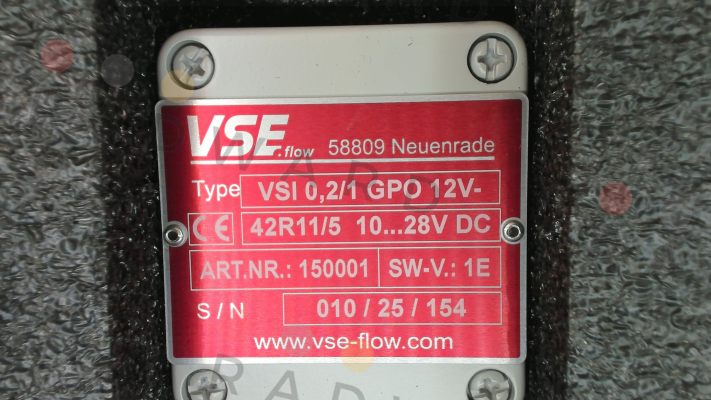 VSE.flow 58809 Neuenrade
Type VSI 0,2/1 GPO 12V-
CE 42R11/5 10...28V DC
ART.NR.: 150001 SW-V.: 1E
S/N 010 / 25 / 154
www.vse-flow.com